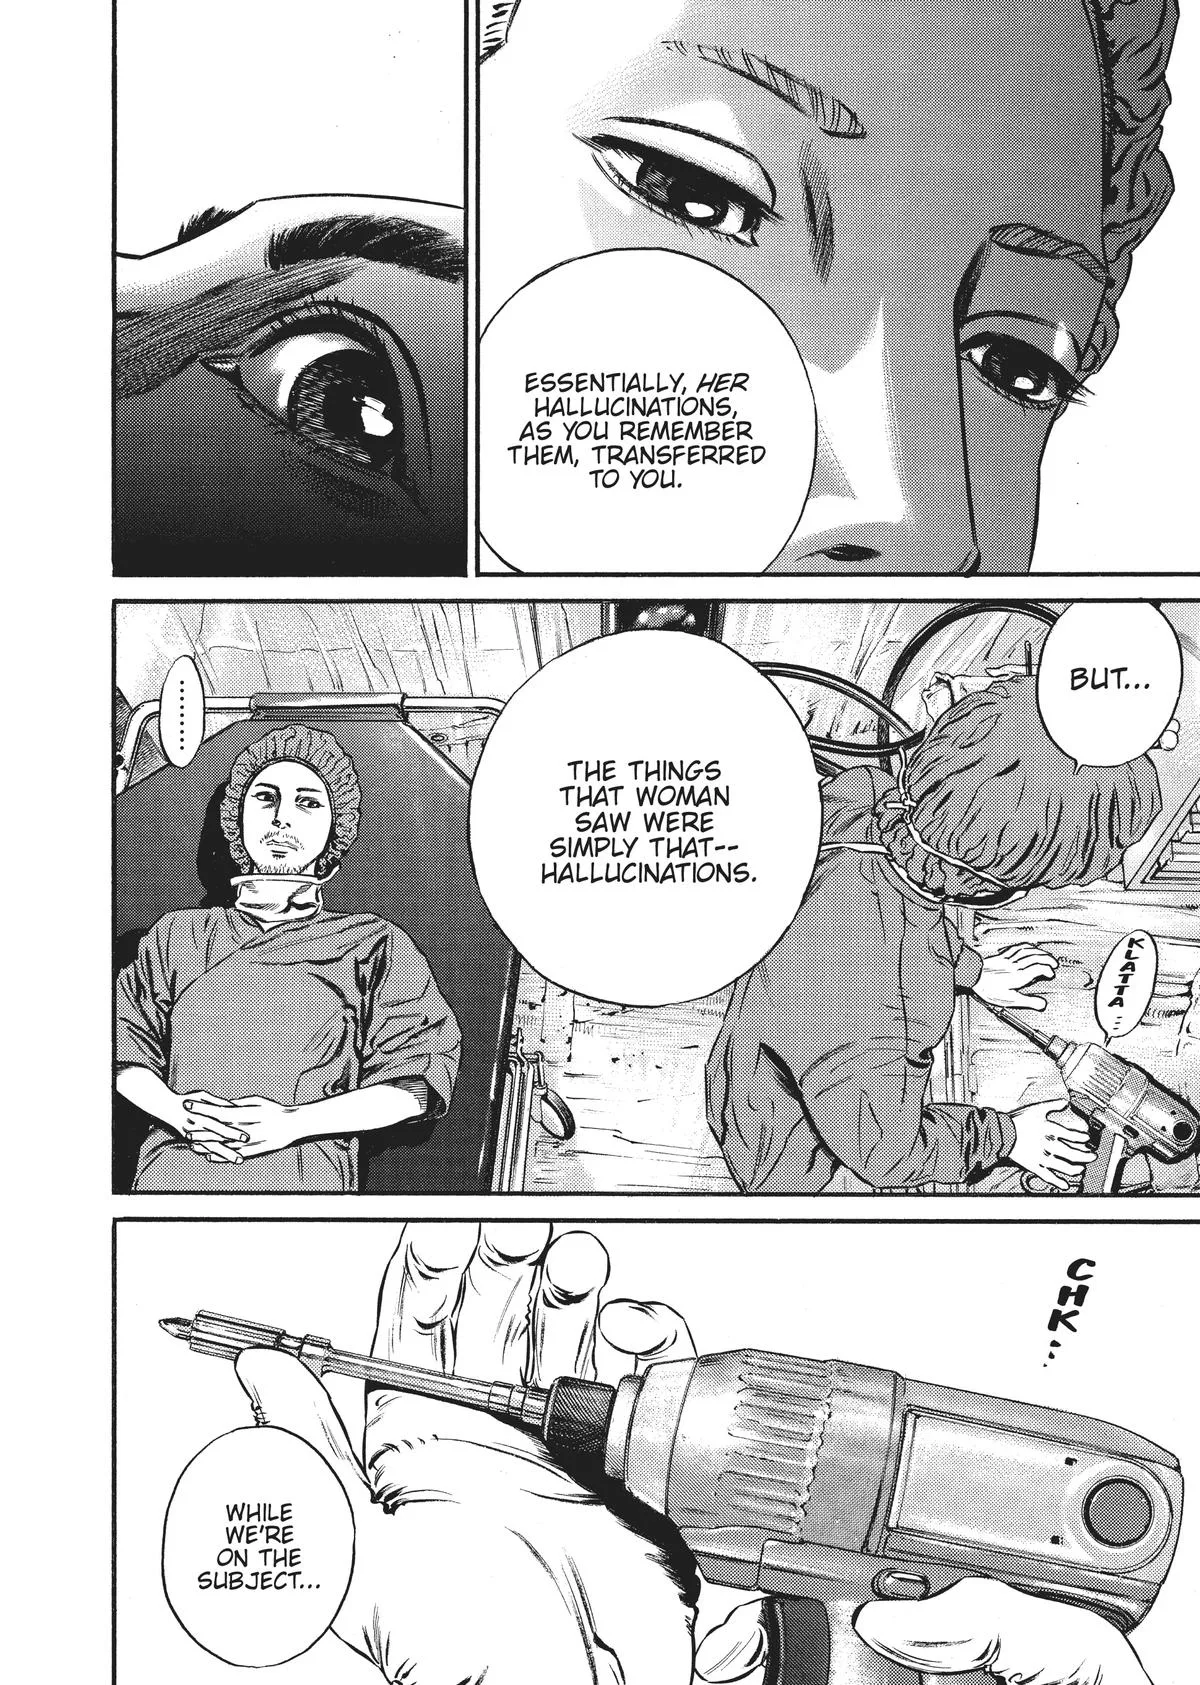 ESSENTIALLY, HER
HALLUCINATIONS,
AS YOU REMEMBER
THEM, TRANSFERRED
TO YOU.
BUT...
THE THINGS
THAT WOMAN
SAW WERE
SIMPLY THAT--
HALLUCINATIONS.
KLATTA...
........
CHK...
WHILE
WE'RE
ON THE
SUBJECT...